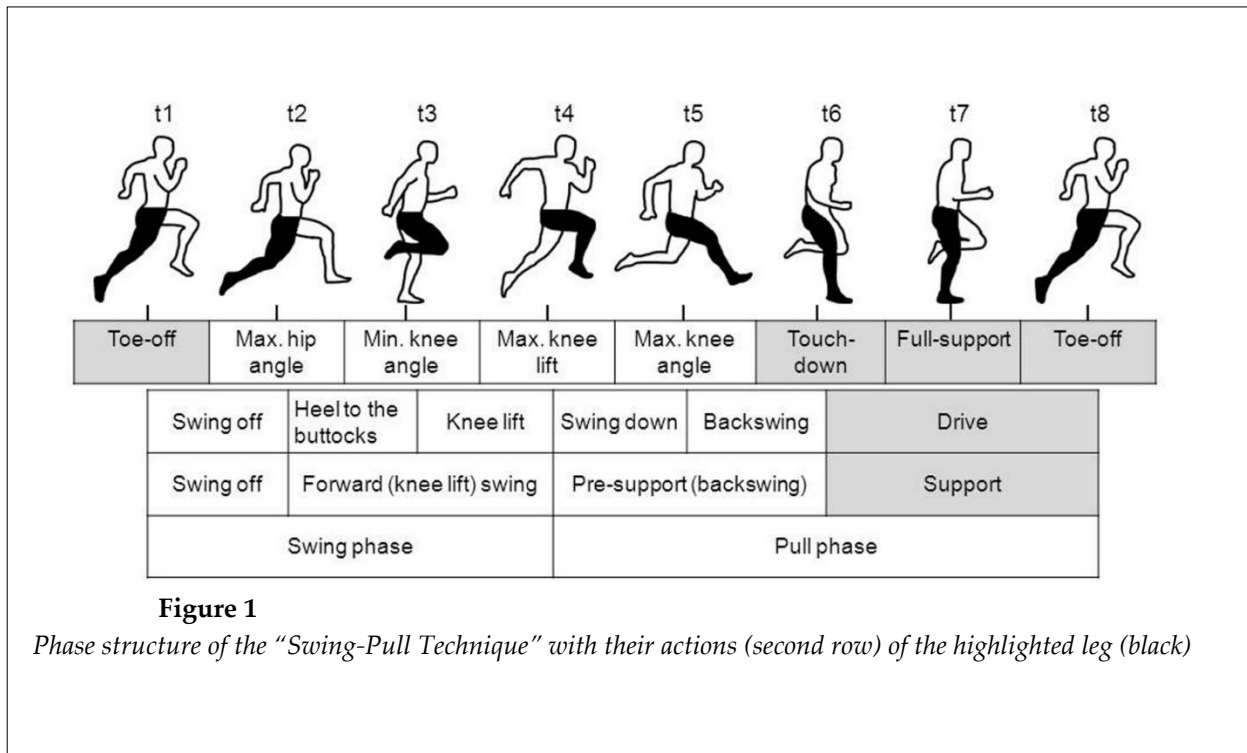 t1 t2 t3 t4 t5 t6 t7 t8
Toe-off Max. hip Min. knee Max. knee Max. knee Touch- Full-support Toe-off
angle angle lift angle down
Swing off Heel to the Knee lift Swing down Backswing Drive
buttocks
Swing off Forward (knee lift) swing Pre-support (backswing) Support
Swing phase Pull phase
Figure 1
Phase structure of the “Swing-Pull Technique” with their actions (second row) of the highlighted leg (black)